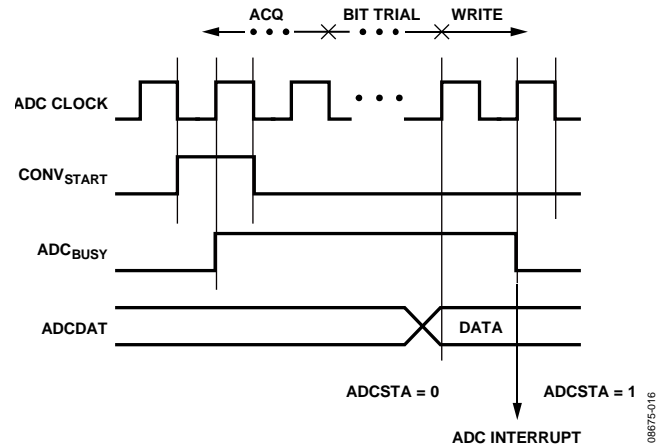 ACQ BIT TRIAL WRITE
ADC CLOCK
CONVSTART
ADCBUSY
ADCDAT DATA
ADCSTA = 0 ADCSTA = 1
ADC INTERRUPT
08675-016